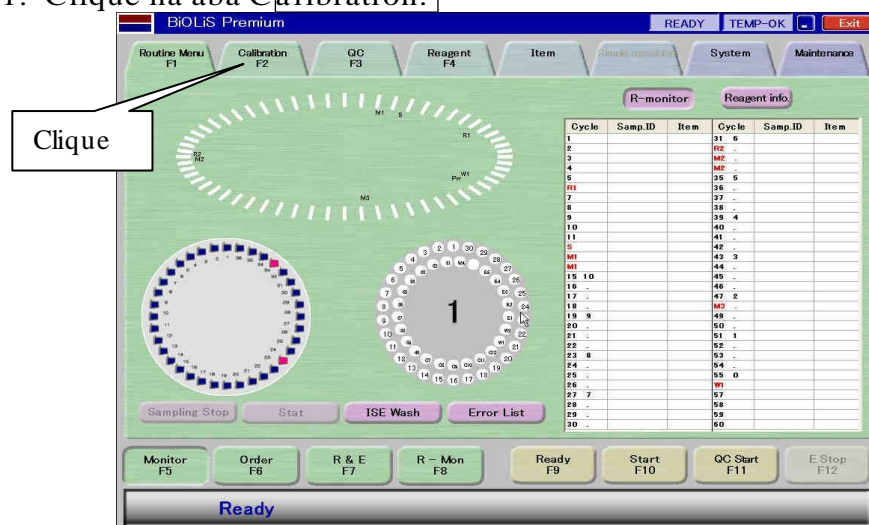 1. Clique na aba Calibration.
BiOLiS Premium READY TEMP-OK Exit
Routine Menu F1 Calibration F2 QC F3 Reagent F4 Item System Maintenance
Clique
R-monitor Reagent info.
M1 S R1 R2 M2 W1 M3
1
Cycle Samp.ID Item Cycle Samp.ID Item
1 31 6
2 R2 .
3 M2 .
4 M2 .
5 35 5
R1 36 .
7 37 .
8 38 .
9 39 4
10 40 .
11 41 .
S 42 .
M1 43 3
M1 44 .
15 10 45 .
16 . 46 .
17 . 47 2
18 . M3 .
19 9 49 .
20 . 50 .
21 . 51 1
22 . 52 .
23 8 53 .
24 . 54 .
25 . 55 0
26 . W1
27 7 57
28 . 58
29 . 59
30 . 60
Sampling Stop Stat ISE Wash Error List
Monitor F5 Order F6 R & E F7 R - Mon F8 Ready F9 Start F10 QC Start F11 E.Stop F12
Ready